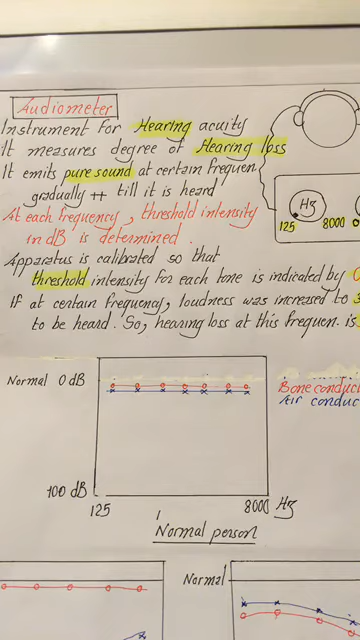 Audiometer
Instrument for Hearing acuity
It measures degree of Hearing loss
It emits pure sound at certain frequen
gradually ++ till it is heard
At each frequency, threshold intensity
in dB is determined.
Hz
125 8000
Apparatus is calibrated so that
threshold intensity for each tone is indicated by 0
If at certain frequency, loudness was increased to 3
to be heard. So, hearing loss at this frequen. is
Normal 0 dB
Bone conduc
Air conduc
100 dB
125 8000 Hz
Normal person
Normal